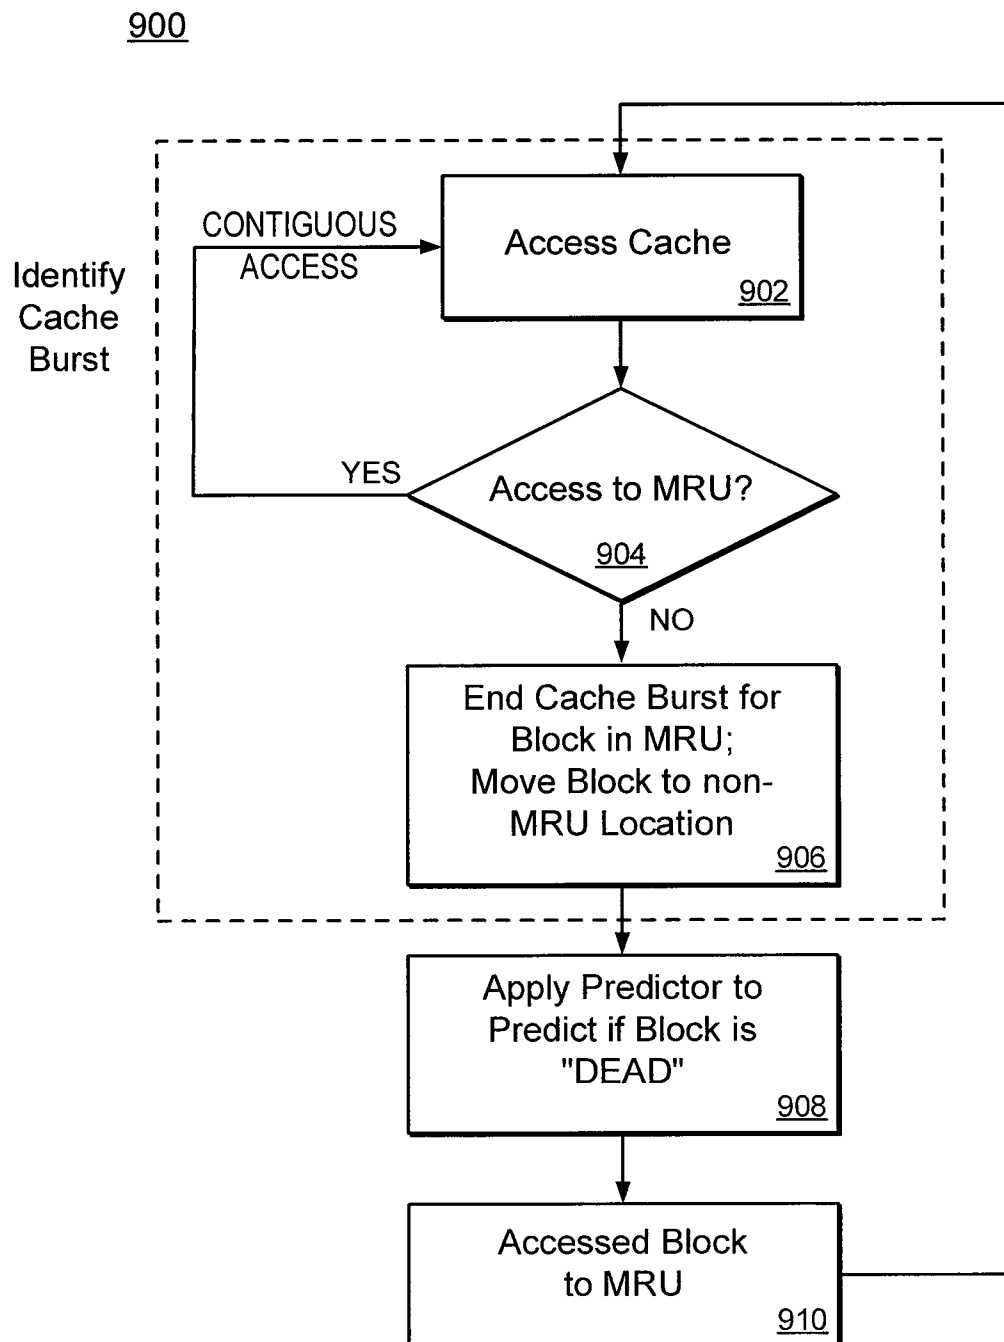 900
CONTIGUOUS
ACCESS
Identify
Cache
Burst
Access Cache
902
YES
Access to MRU?
904
NO
End Cache Burst for
Block in MRU;
Move Block to non-
MRU Location
906
Apply Predictor to
Predict if Block is
"DEAD"
908
Accessed Block
to MRU
910